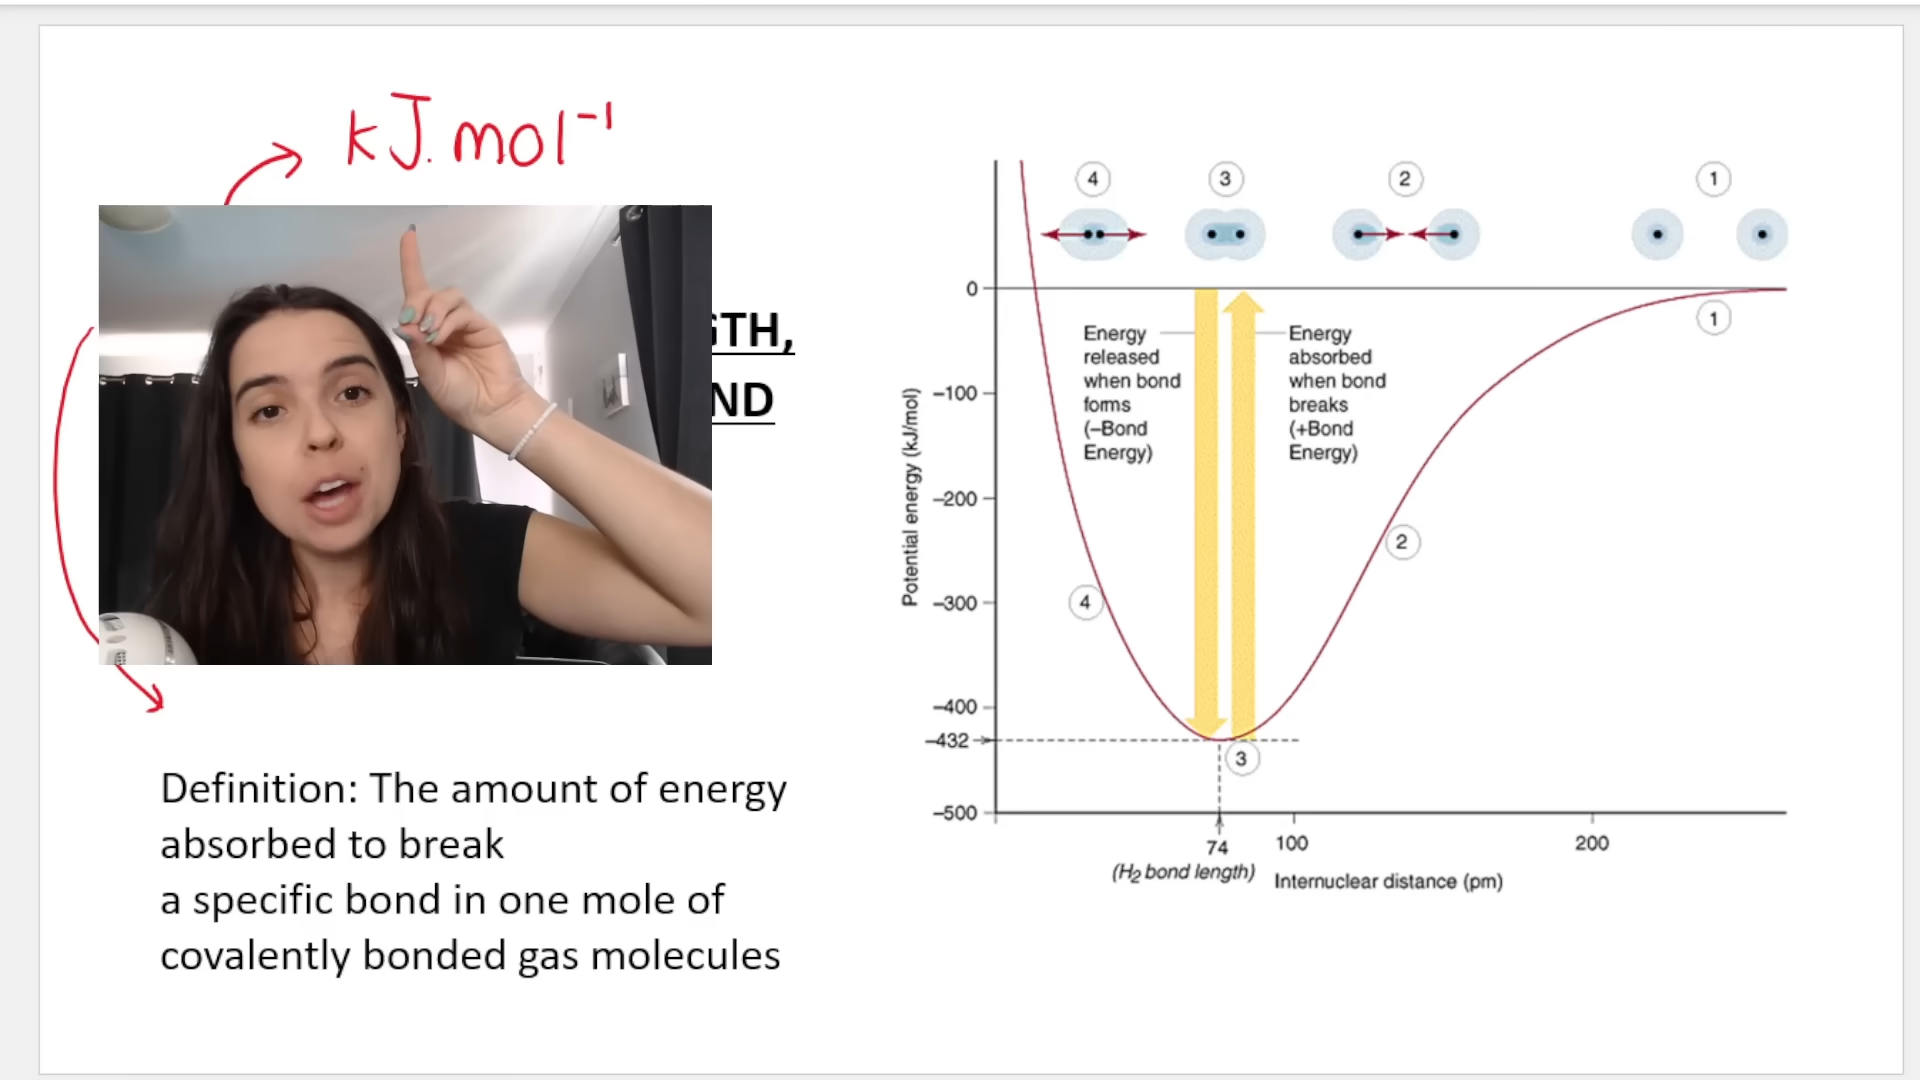 kJ.mol⁻¹
Definition: The amount of energy
absorbed to break
a specific bond in one mole of
covalently bonded gas molecules
4 3 2 1
0
1
Energy
released
when bond
forms
(–Bond
Energy)
Energy
absorbed
when bond
breaks
(+Bond
Energy)
Potential energy (kJ/mol)
–100
–200
2
–300
4
–400
–432
3
–500
74 100 200
(H₂ bond length)
Internuclear distance (pm)